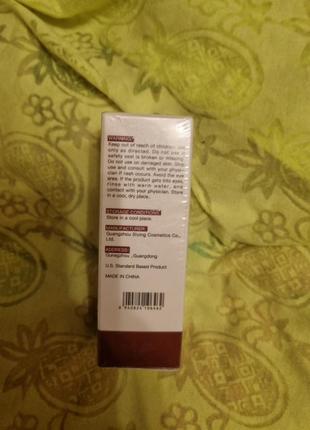 WARNINGS:
Keep out of reach of children use
only as directed. Do not use if
safety seal is broken or missing.
Do not use on damaged skin. Stop
use and consult with your physi-
cian if rash occurs. Avoid the eye
area. If the product gets into eyes,
rinse with warm water, and
contact with your physician. Store
in a cool, dry place.
STORAGE CONDITIONS:
Store in a cool place.
MANUFACTURER:
Guangzhou Siying Cosmetics Co.,
Ltd.
ADDRESS:
Guangzhou ,Guangdong
U.S. Standard Based Product
MADE IN CHINA